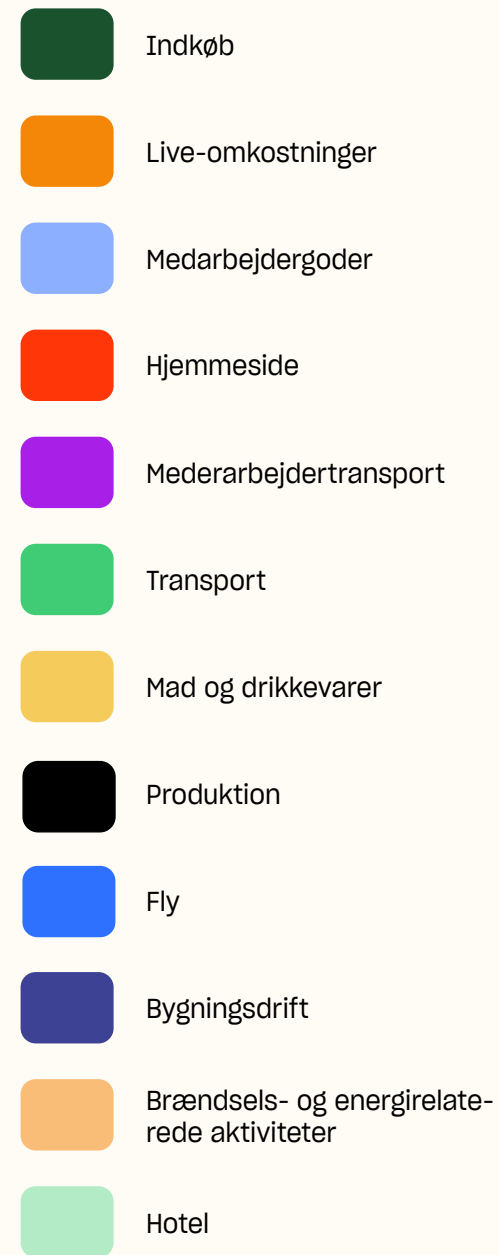 Indkøb
Live-omkostninger
Medarbejdergoder
Hjemmeside
Mederarbejdertransport
Transport
Mad og drikkevarer
Produktion
Fly
Bygningsdrift
Brændsels- og energirelate-
rede aktiviteter
Hotel